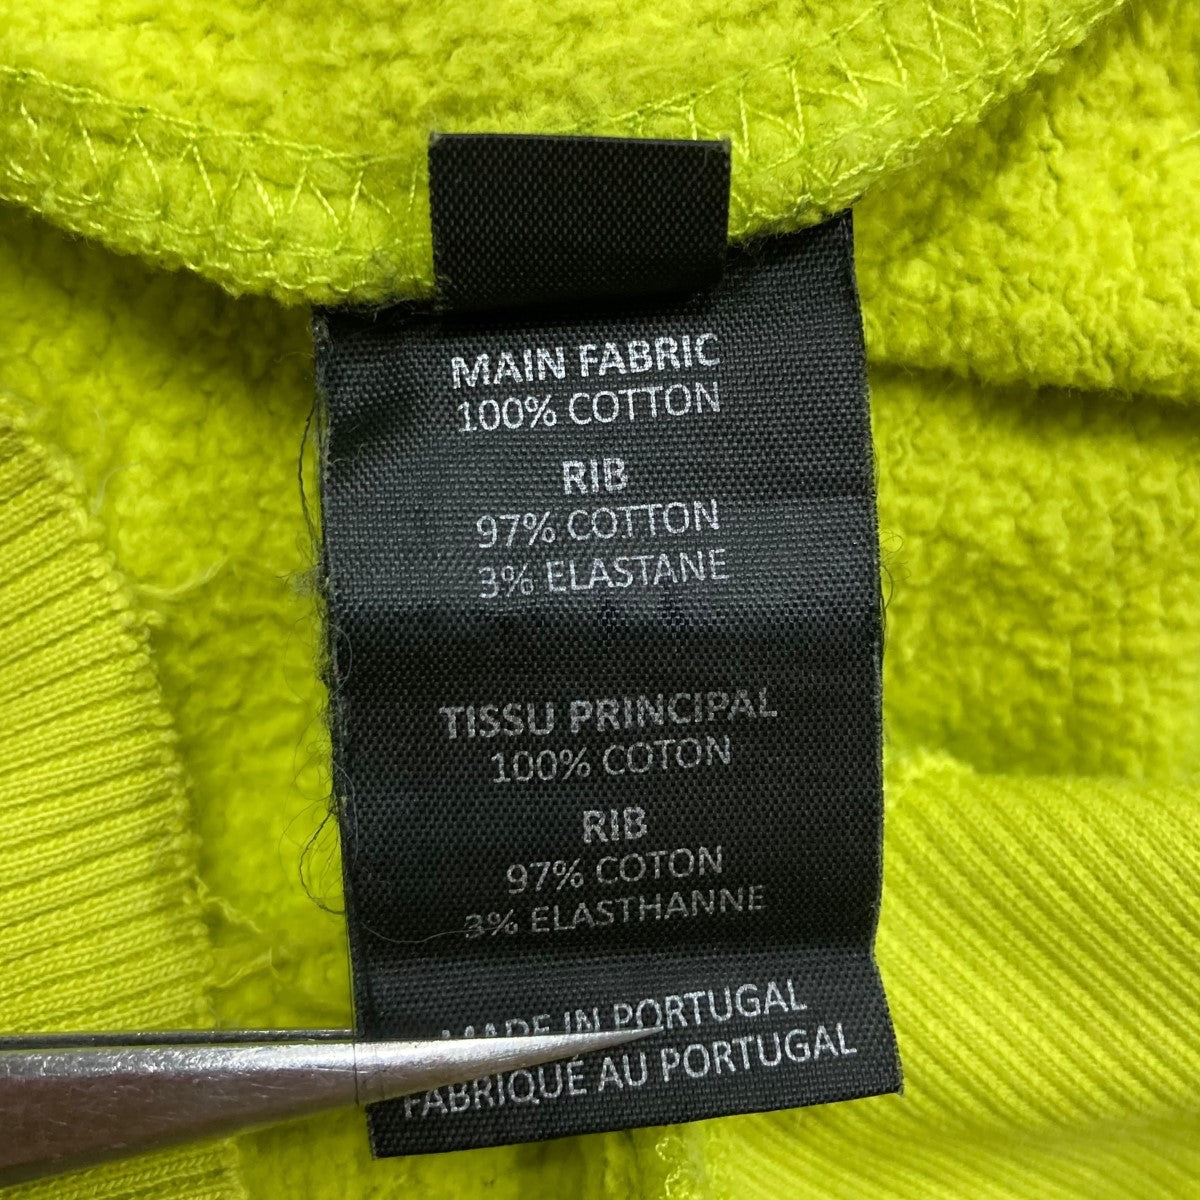 MAIN FABRIC
100% COTTON
RIB
97% COTTON
3% ELASTANE
TISSU PRINCIPAL
100% COTON
RIB
97% COTON
3% ELASTHANNE
MADE IN PORTUGAL
FABRIQUÉ AU PORTUGAL